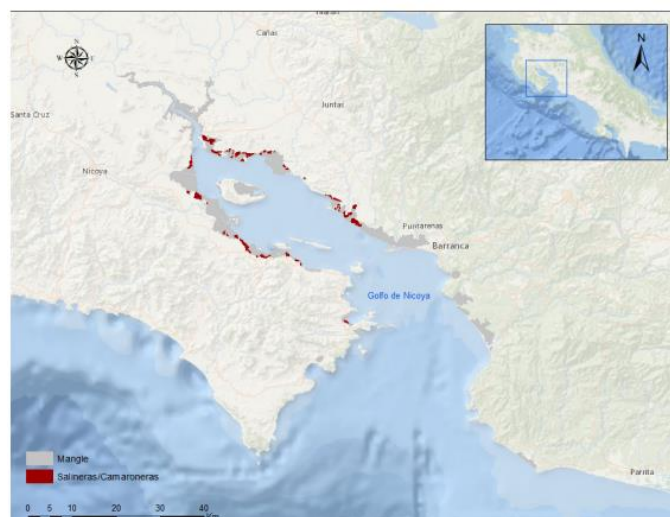 Cañas
N
W
E
S
N
Juntas
Santa Cruz
Nicoya
Puntarenas
Barranca
Golfo de Nicoya
Mangle
Salineras/Camaroneras
Parrita
0 5 10 20 30 40
Km